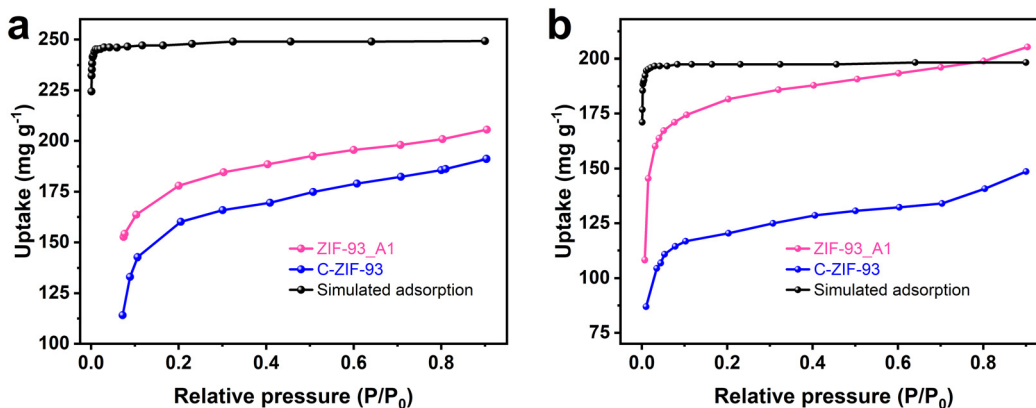 a
Uptake (mg g⁻¹)
250
225
200
175
150
125
100
ZIF-93_A1
C-ZIF-93
Simulated adsorption
0.0 0.2 0.4 0.6 0.8
Relative pressure (P/P₀)
b
Uptake (mg g⁻¹)
200
175
150
125
100
75
ZIF-93_A1
C-ZIF-93
Simulated adsorption
0.0 0.2 0.4 0.6 0.8
Relative pressure (P/P₀)